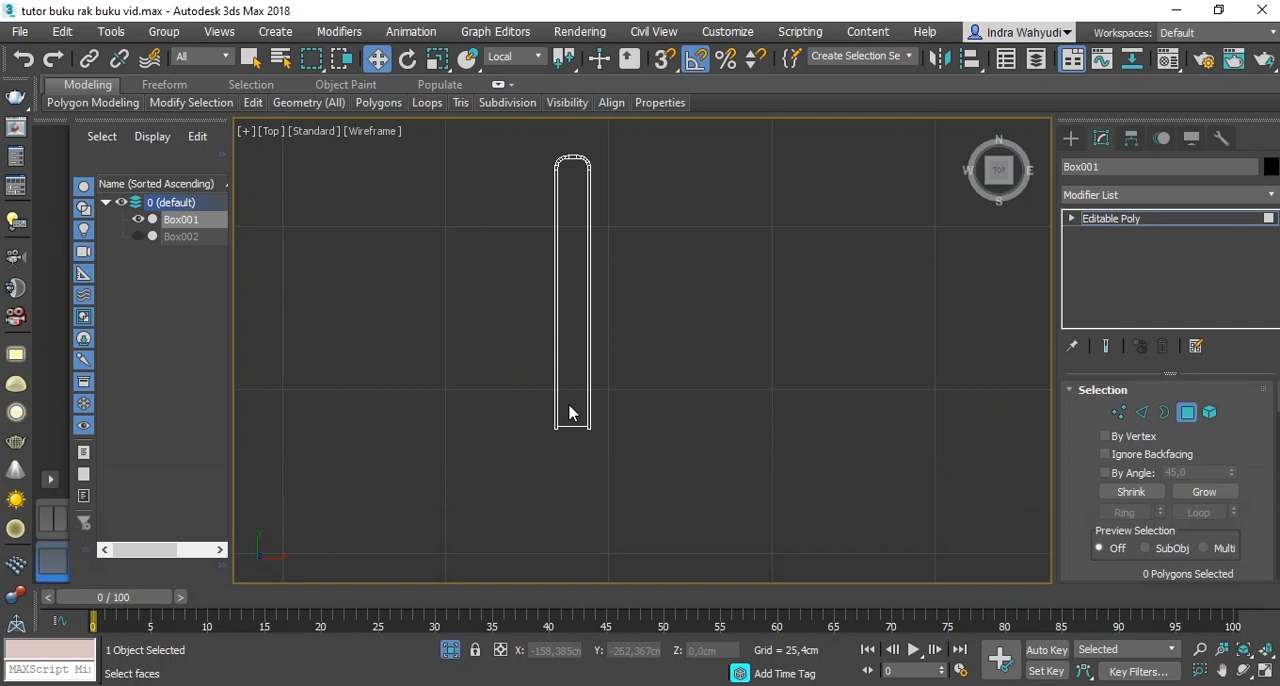 tutor buku rak buku vid.max - Autodesk 3ds Max 2018
File Edit Tools Group Views Create Modifiers Animation Graph Editors Rendering Civil View Customize Scripting Content Help Indra Wahyudi Workspaces: Default
All Local Create Selection Se
Modeling Freeform Selection Object Paint Populate
Polygon Modeling Modify Selection Edit Geometry (All) Polygons Loops Tris Subdivision Visibility Align Properties
Select Display Edit
[+] [Top] [Standard] [Wireframe]
N
W TOP E
S
Name (Sorted Ascending)
0 (default)
Box001
Box002
Box001
Modifier List
Editable Poly
Selection
By Vertex
Ignore Backfacing
By Angle: 45,0
Shrink Grow
Ring Loop
Preview Selection
Off SubObj Multi
0 Polygons Selected
y
0 / 100
0 5 10 15 20 25 30 35 40 45 50 55 60 65 70 75 80 85 90 95 100
1 Object Selected X: -158,385cm Y: -262,367cm Z: 0,0cm Grid = 25,4cm Auto Key Selected
MAXScript Mi: Select faces Add Time Tag 0 Set Key Key Filters...